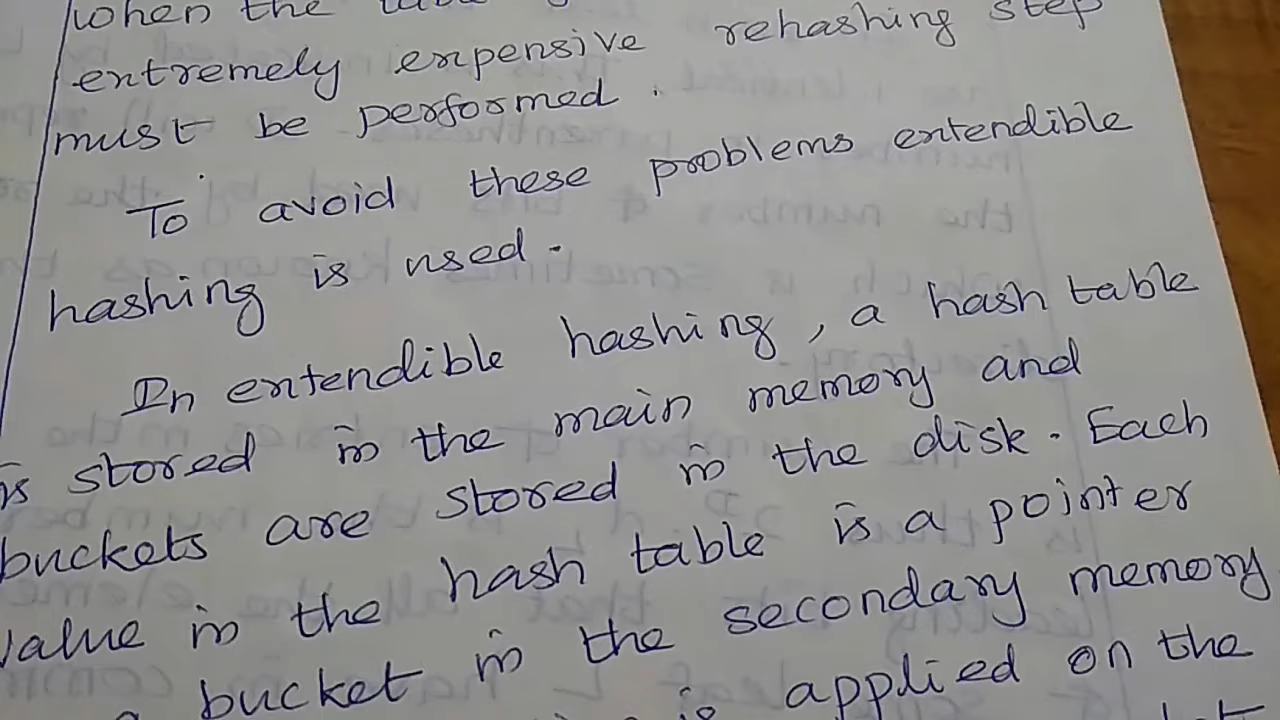 when the
extremely expensive rehashing step
must be performed.
To avoid these problems extendible
hashing is used.
In extendible hashing, a hash table
is stored in the main memory and
buckets are stored in the disk. Each
value in the hash table is a pointer
bucket in the secondary memory
applied on the